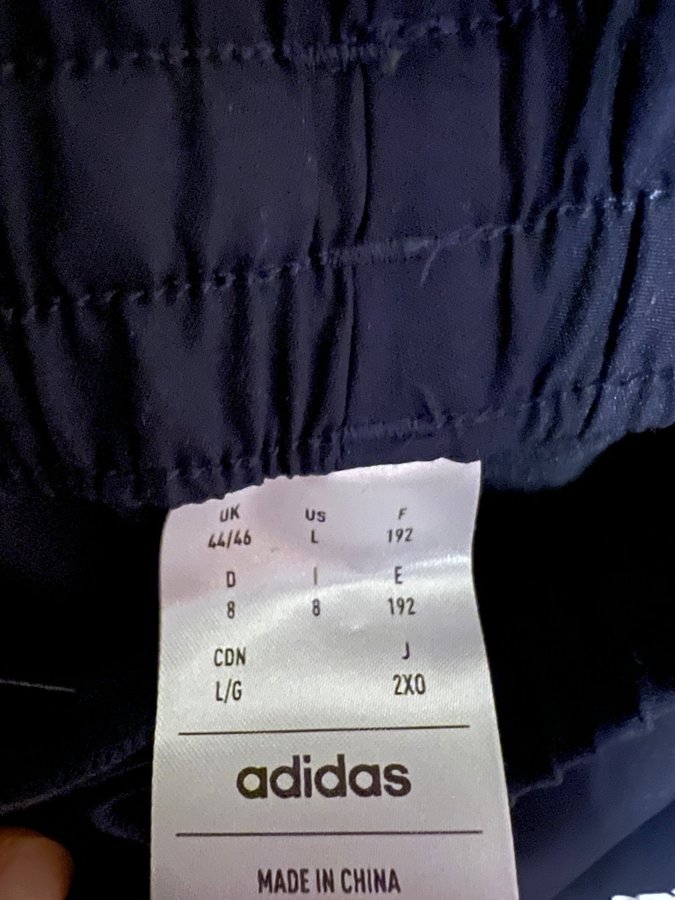 UK US F
44/46 L 192
D I E
8 8 192
CDN J
L/G 2XO
adidas
MADE IN CHINA